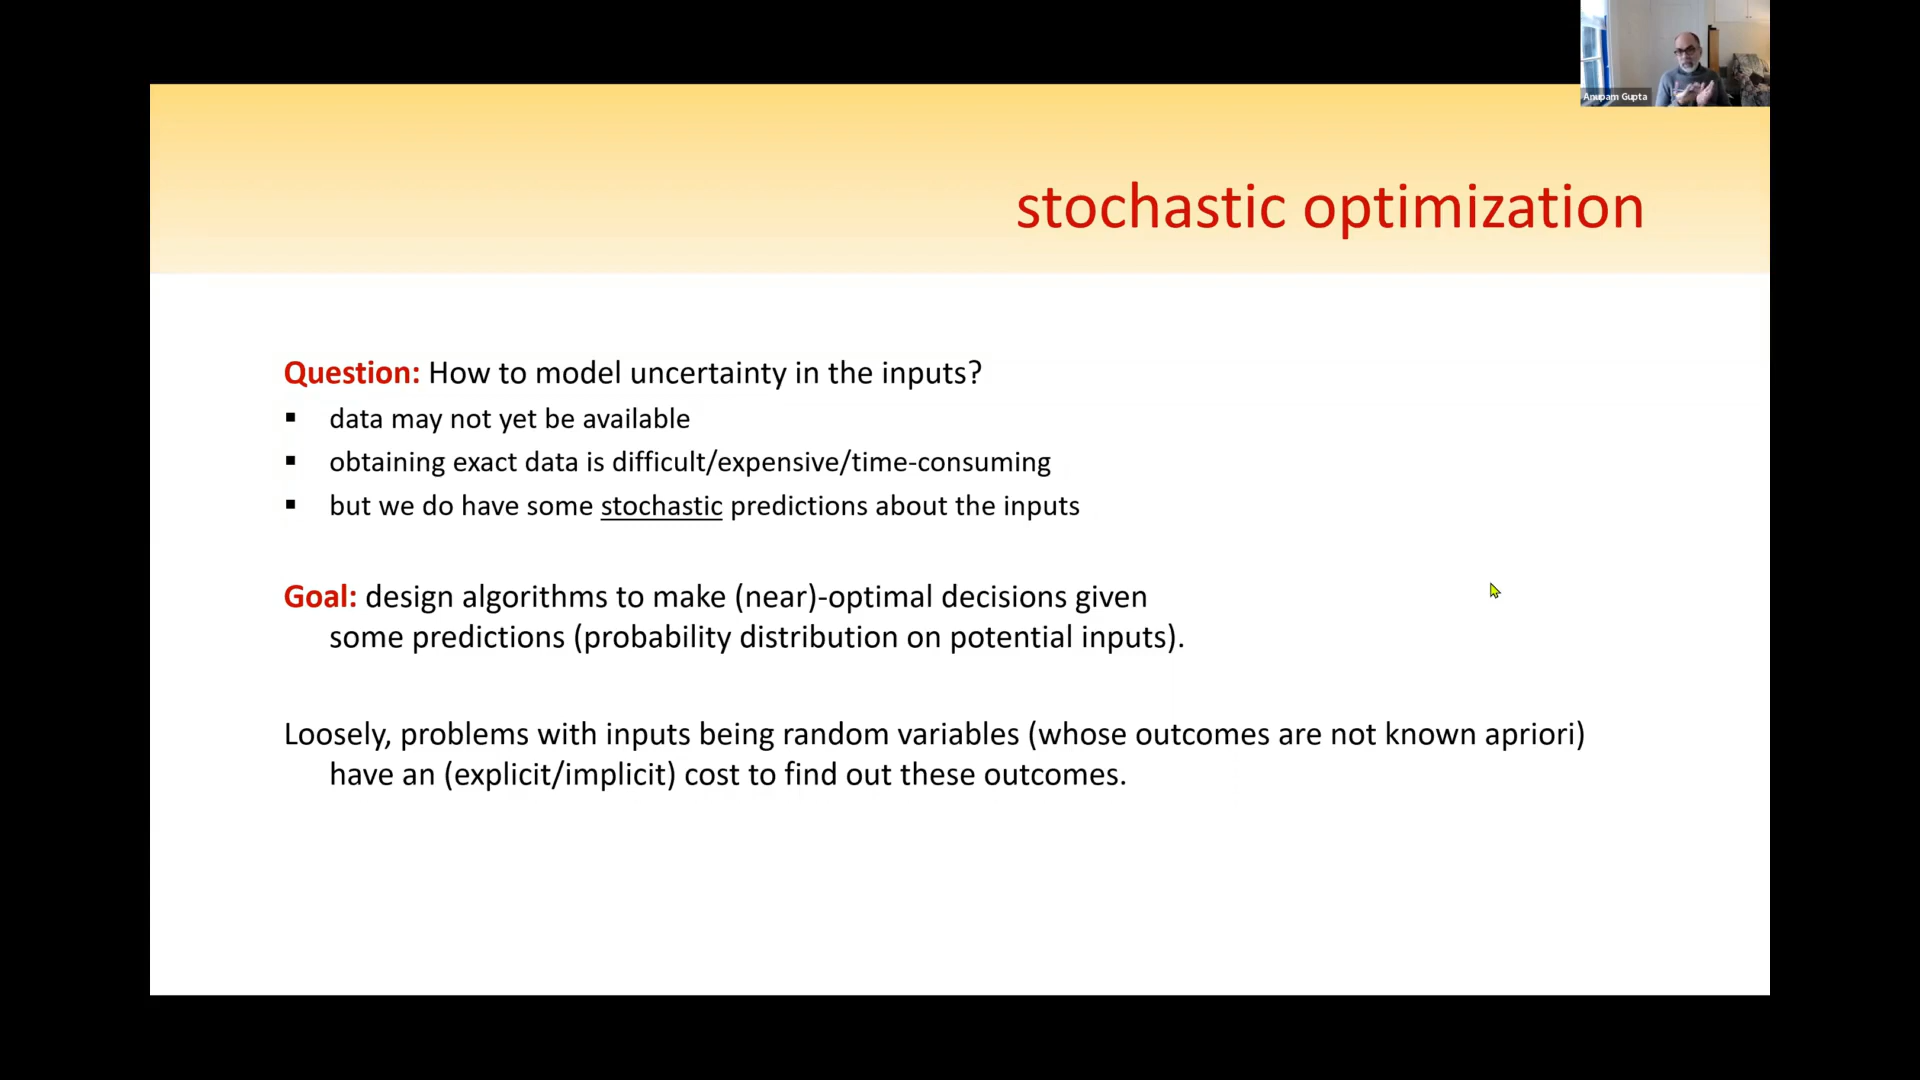 Anupam Gupta
stochastic optimization
Question: How to model uncertainty in the inputs?
▪ data may not yet be available
▪ obtaining exact data is difficult/expensive/time-consuming
▪ but we do have some stochastic predictions about the inputs
Goal: design algorithms to make (near)-optimal decisions given
some predictions (probability distribution on potential inputs).
Loosely, problems with inputs being random variables (whose outcomes are not known apriori)
have an (explicit/implicit) cost to find out these outcomes.